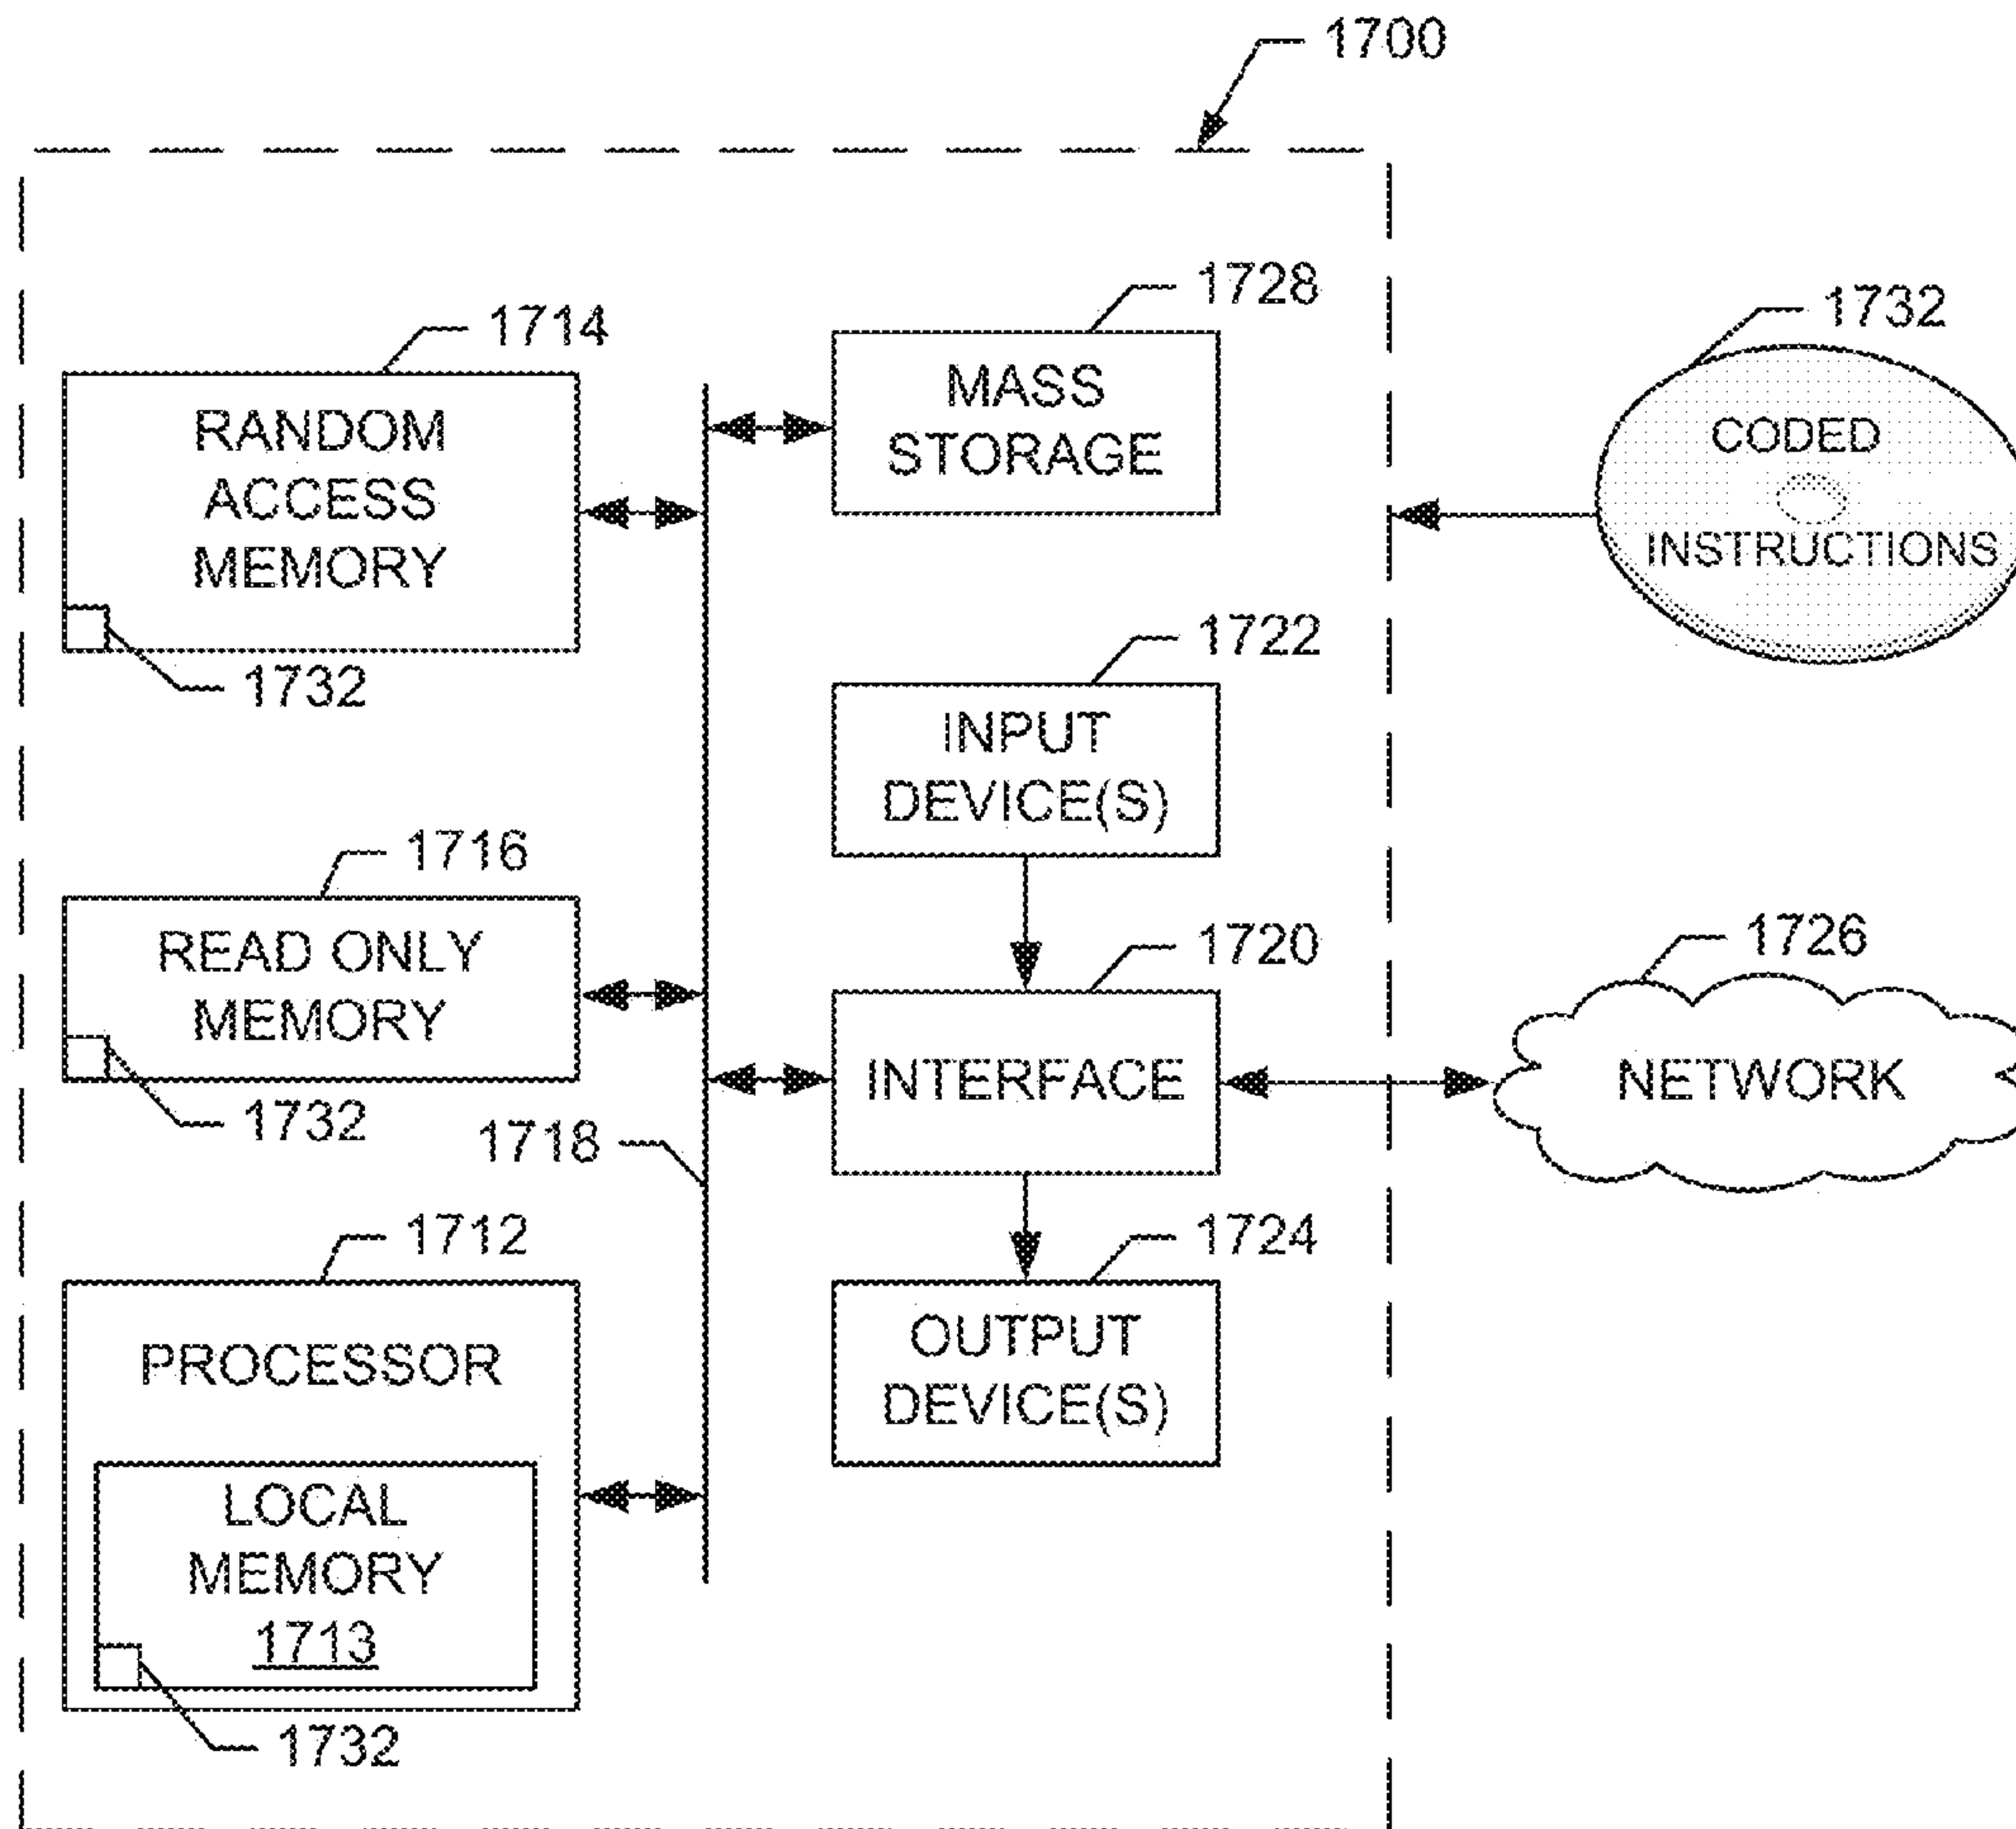 1700
1728
1714
1732
MASS
STORAGE
RANDOM
ACCESS
MEMORY
CODED
INSTRUCTIONS
1732
1722
INPUT
DEVICE(S)
1716
READ ONLY
MEMORY
1720
1726
INTERFACE
NETWORK
1732
1718
1712
1724
PROCESSOR
OUTPUT
DEVICE(S)
LOCAL
MEMORY
1713
1732